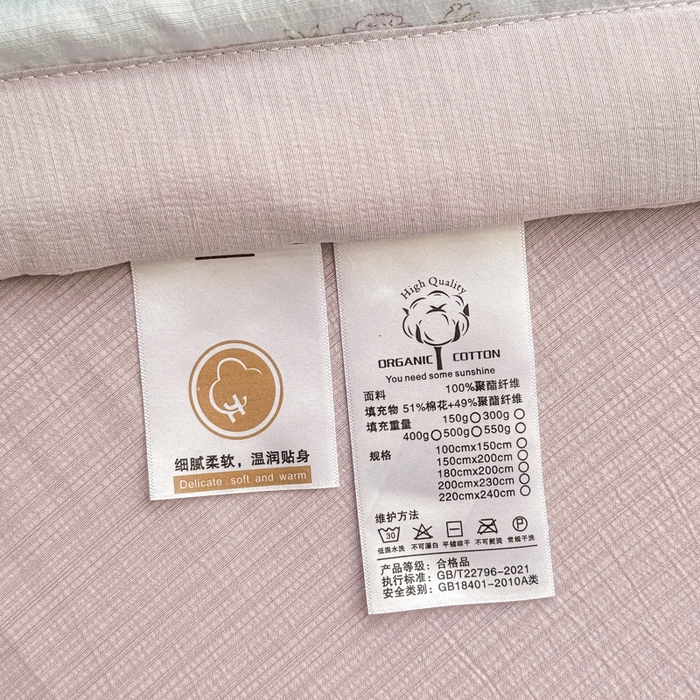 细腻柔软，温润贴身
Delicate . soft and warm
High Quality
ORGANIC COTTON
You need some sunshine
面料 100%聚酯纤维
填充物 51%棉花+49%聚酯纤维
填充重量 150g○300g○
400g○500g○550g○
规格 100cmx150cm○
150cmx200cm○
180cmx200cm○
200cmx230cm○
220cmx240cm○
维护方法
30 P
低温水洗 不可漂白 平铺晾干 不可熨烫 常规干洗
产品等级：合格品
执行标准：GB/T22796-2021
安全类别：GB18401-2010A类